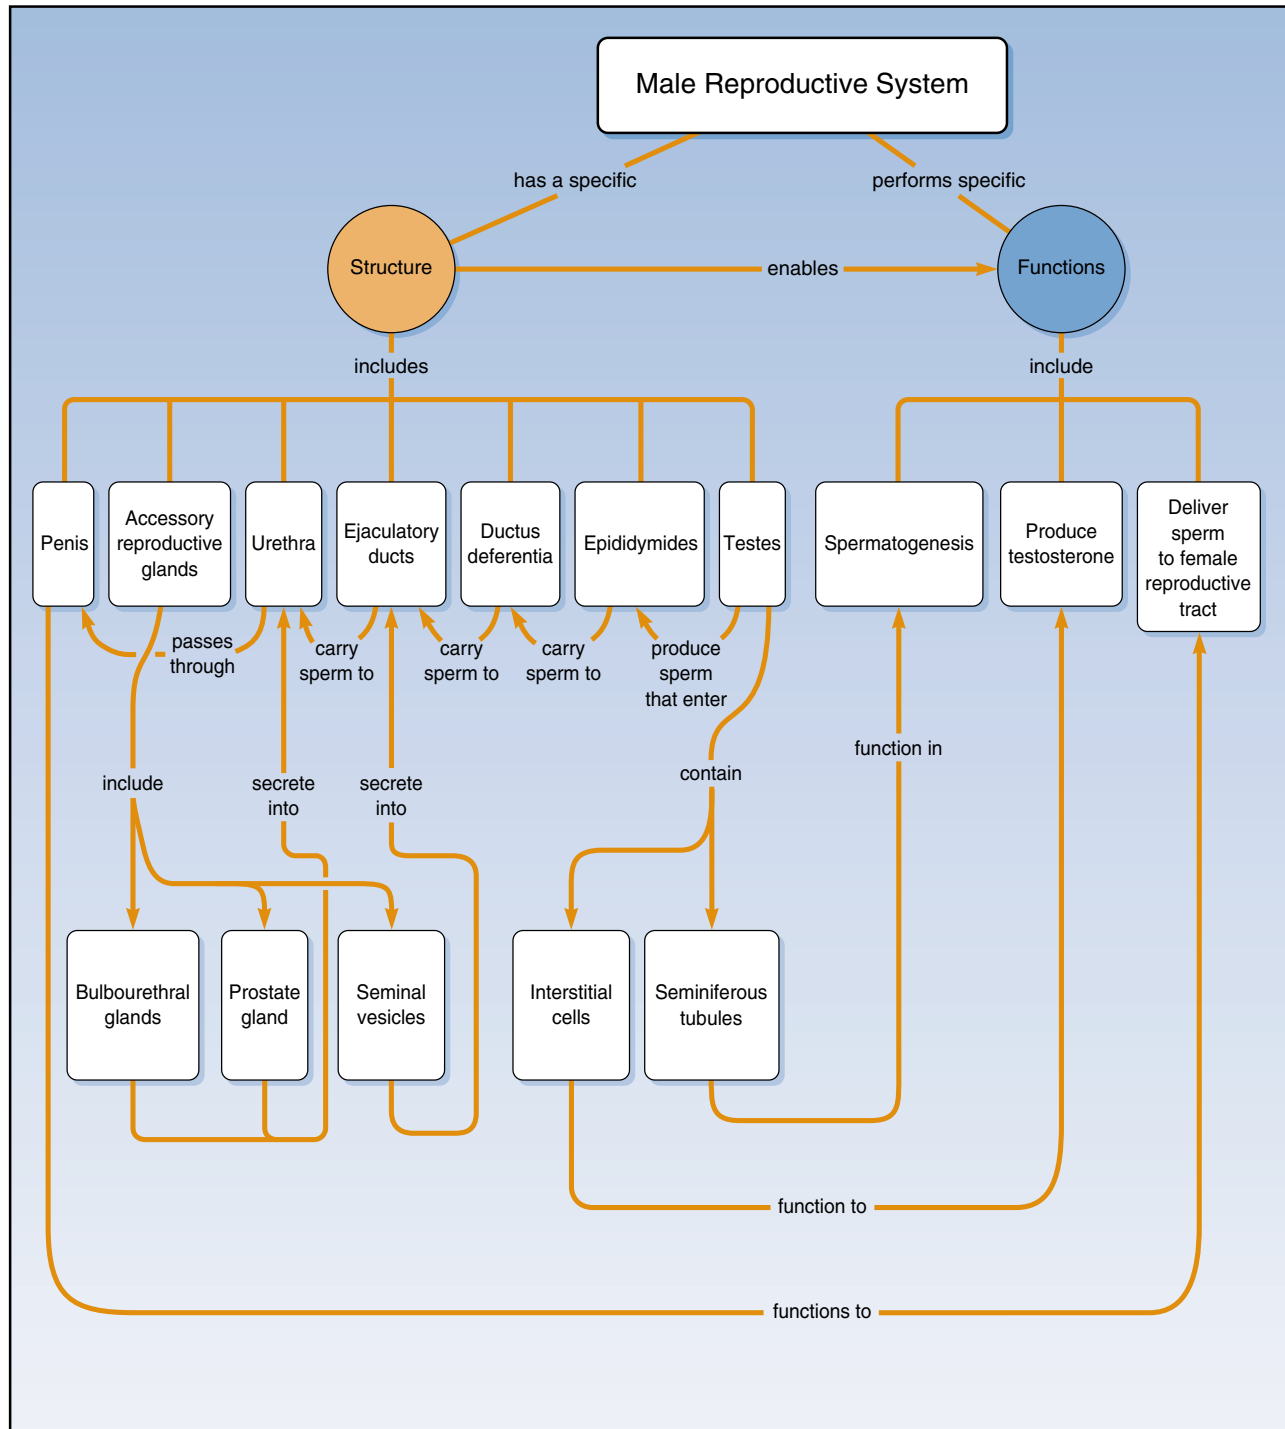 Male Reproductive System
has a specific
performs specific
Structure
enables
Functions
includes
include
Penis
Accessory
reproductive
glands
Urethra
Ejaculatory
ducts
Ductus
deferentia
Epididymides
Testes
Spermatogenesis
Produce
testosterone
Deliver
sperm
to female
reproductive
tract
passes
through
carry
sperm to
carry
sperm to
carry
sperm to
produce
sperm
that enter
include
secrete
into
secrete
into
contain
function in
Bulbourethral
glands
Prostate
gland
Seminal
vesicles
Interstitial
cells
Seminiferous
tubules
function to
functions to